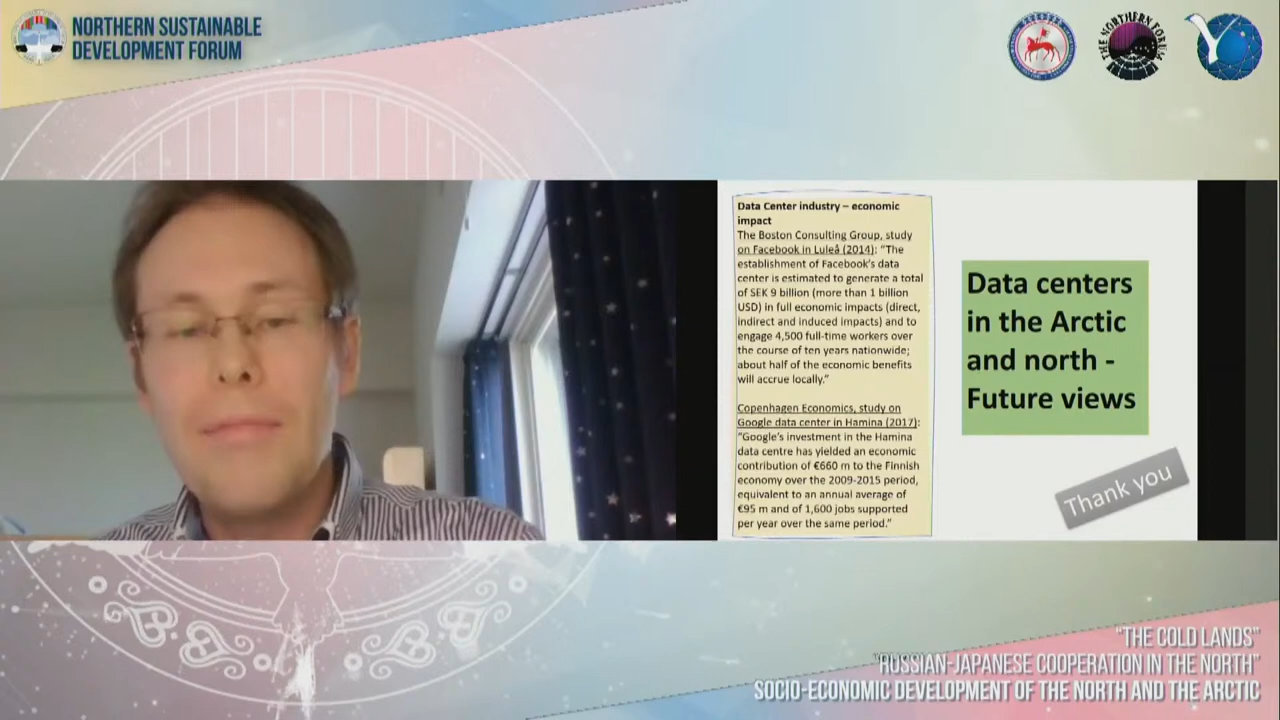 NORTHERN SUSTAINABLE
DEVELOPMENT FORUM
THE NORTHERN FORUM
Data Center industry – economic
impact
The Boston Consulting Group, study
on Facebook in Luleå (2014): “The
establishment of Facebook’s data
center is estimated to generate a total
of SEK 9 billion (more than 1 billion
USD) in full economic impacts (direct,
indirect and induced impacts) and to
engage 4,500 full-time workers over
the course of ten years nationwide;
about half of the economic benefits
will accrue locally.”
Copenhagen Economics, study on
Google data center in Hamina (2017):
“Google’s investment in the Hamina
data centre has yielded an economic
contribution of €660 m to the Finnish
economy over the 2009-2015 period,
equivalent to an annual average of
€95 m and of 1,600 jobs supported
per year over the same period.”
Data centers
in the Arctic
and north -
Future views
Thank you
"THE COLD LANDS"
"RUSSIAN-JAPANESE COOPERATION IN THE NORTH"
SOCIO-ECONOMIC DEVELOPMENT OF THE NORTH AND THE ARCTIC